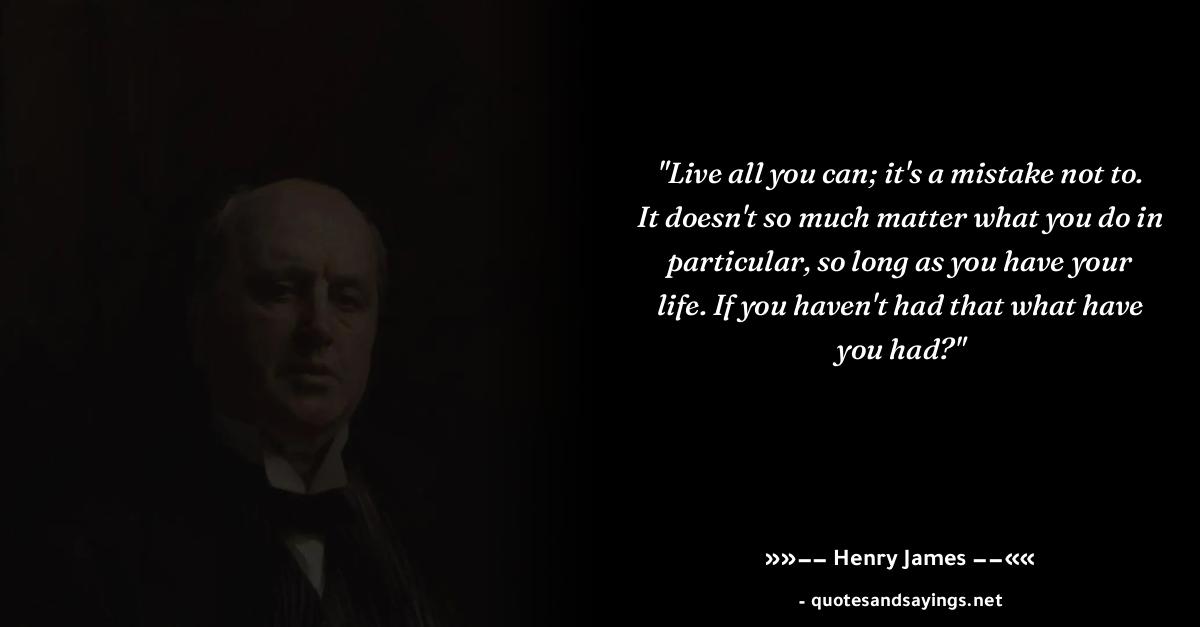 "Live all you can; it's a mistake not to.
It doesn't so much matter what you do in
particular, so long as you have your
life. If you haven't had that what have
you had?"
»»−− Henry James −−««
- quotesandsayings.net